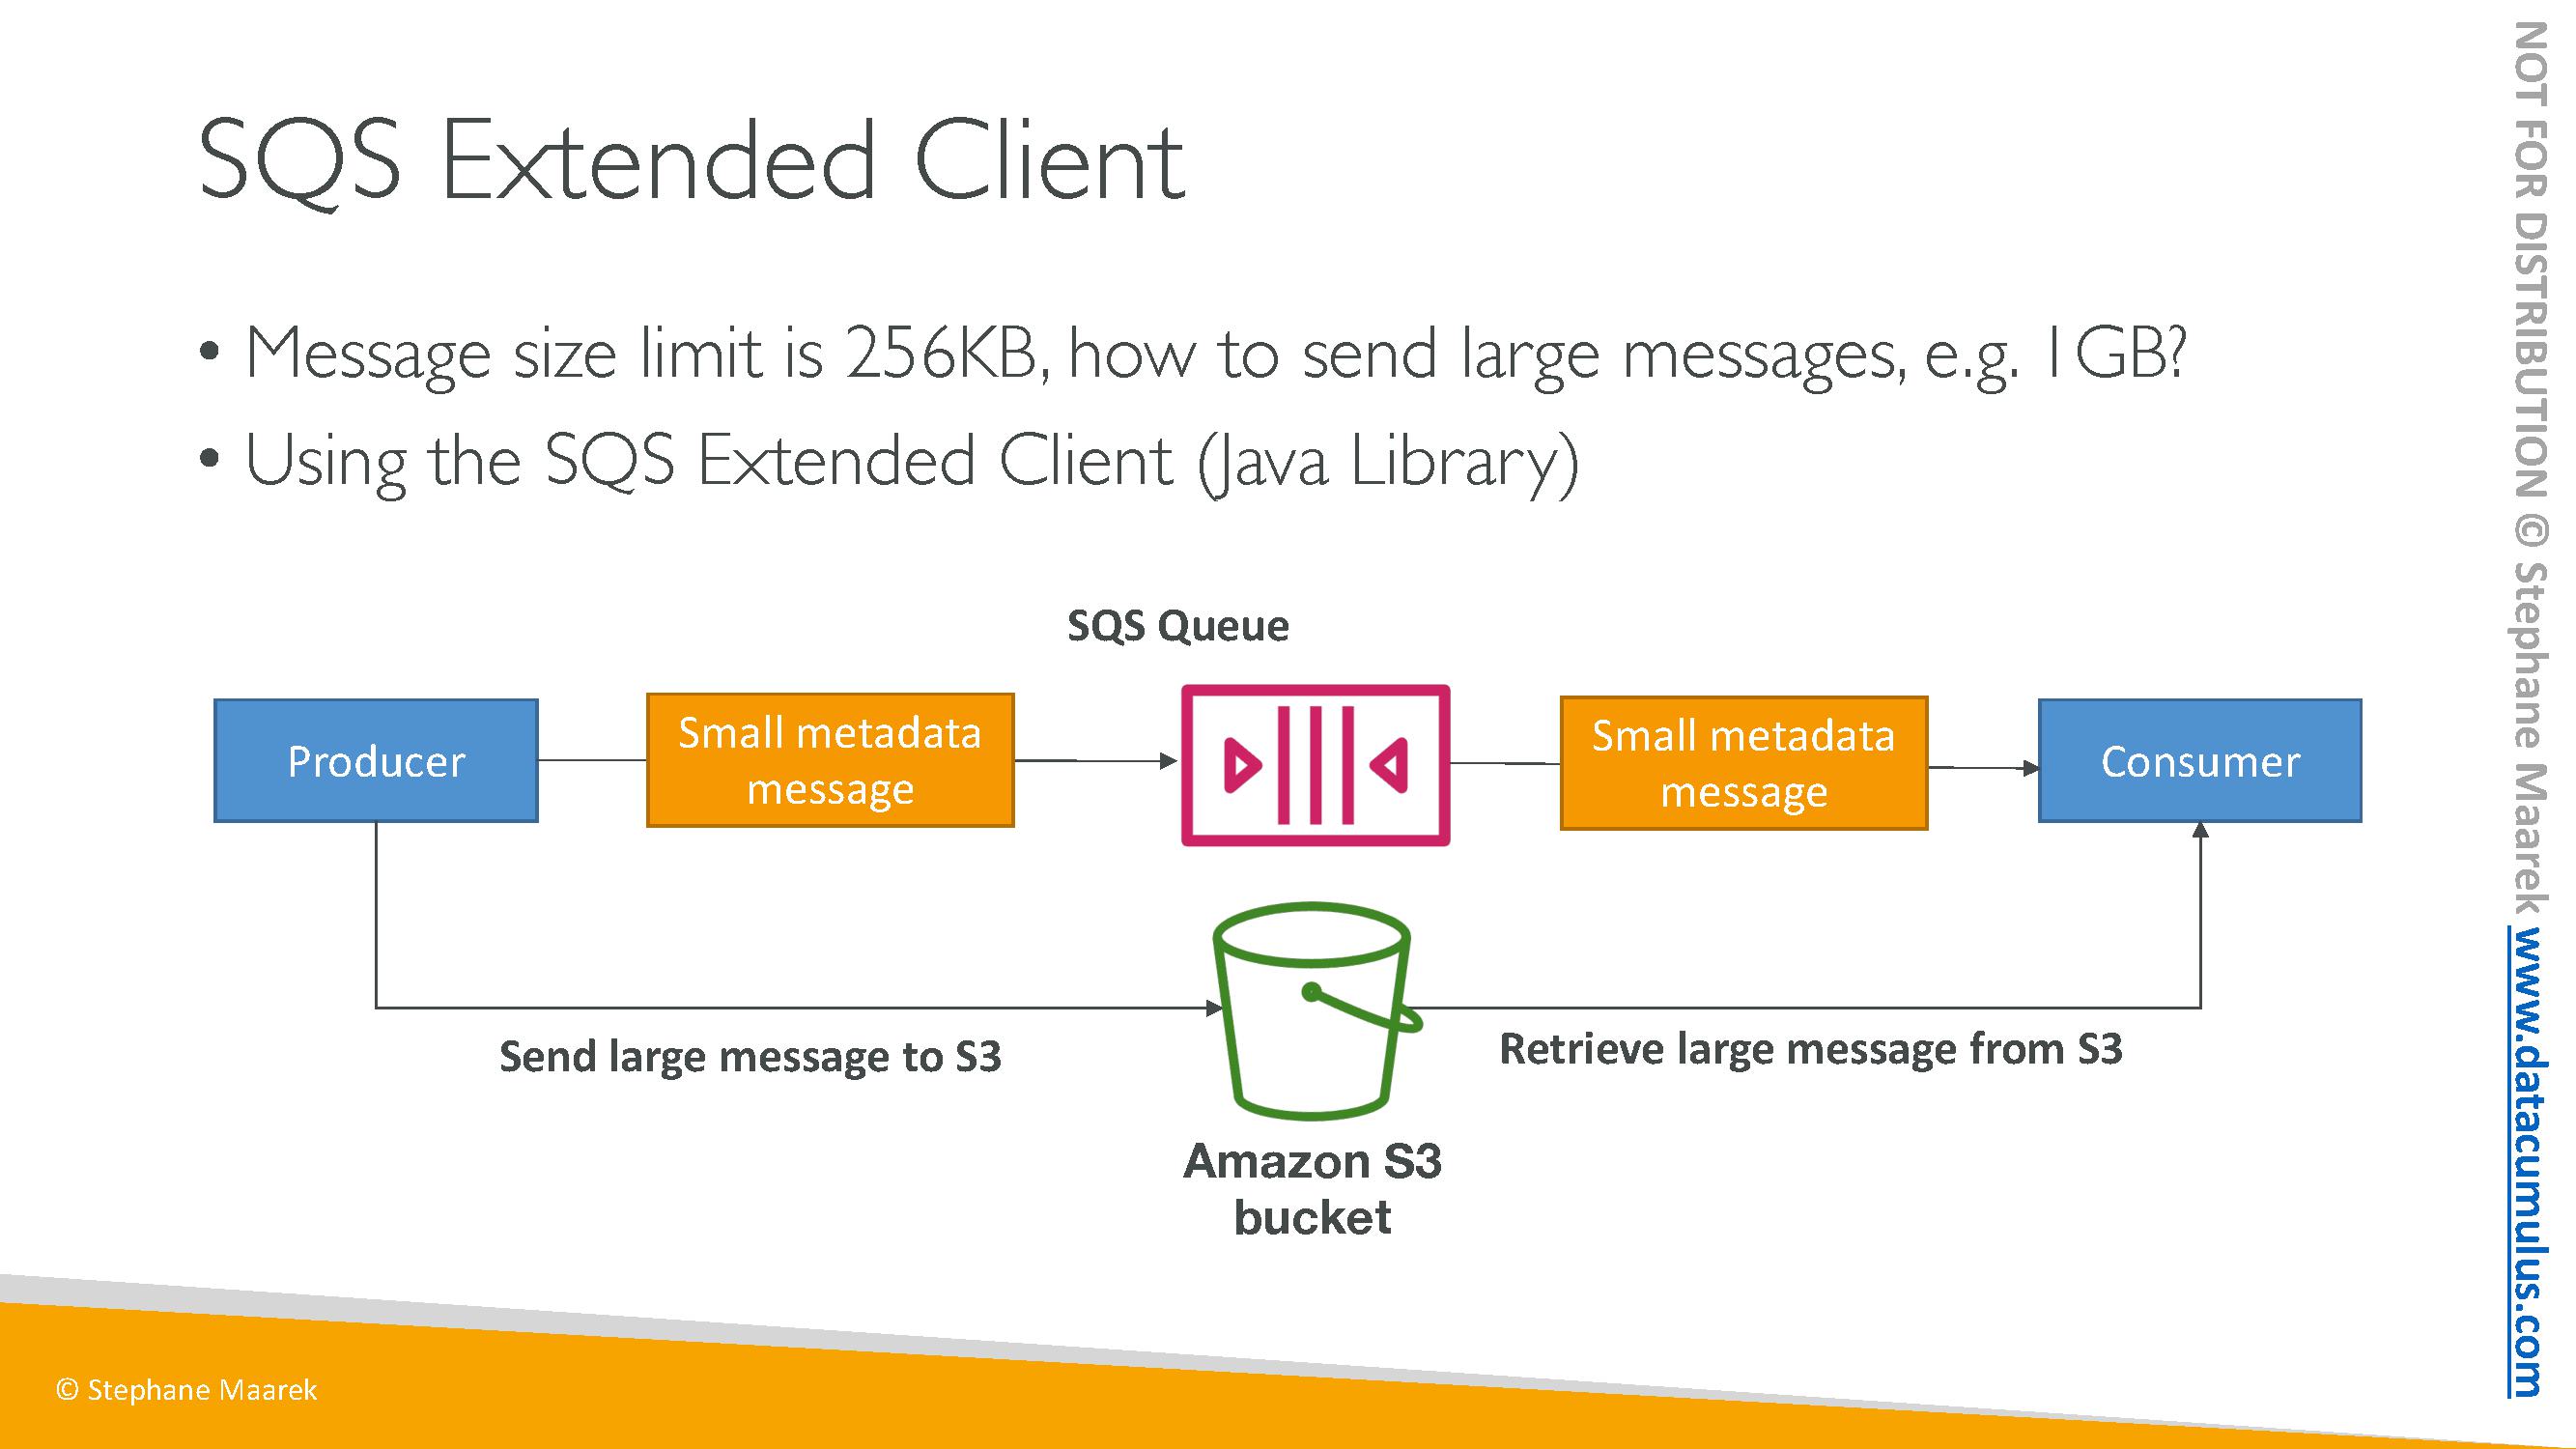 SQS Extended Client
• Message size limit is 256KB, how to send large messages, e.g. 1GB?
• Using the SQS Extended Client (Java Library)
SQS Queue
Producer
Small metadata
message
Small metadata
message
Consumer
Send large message to S3
Retrieve large message from S3
Amazon S3
bucket
© Stephane Maarek
NOT FOR DISTRIBUTION © Stephane Maarek www.datacumulus.com